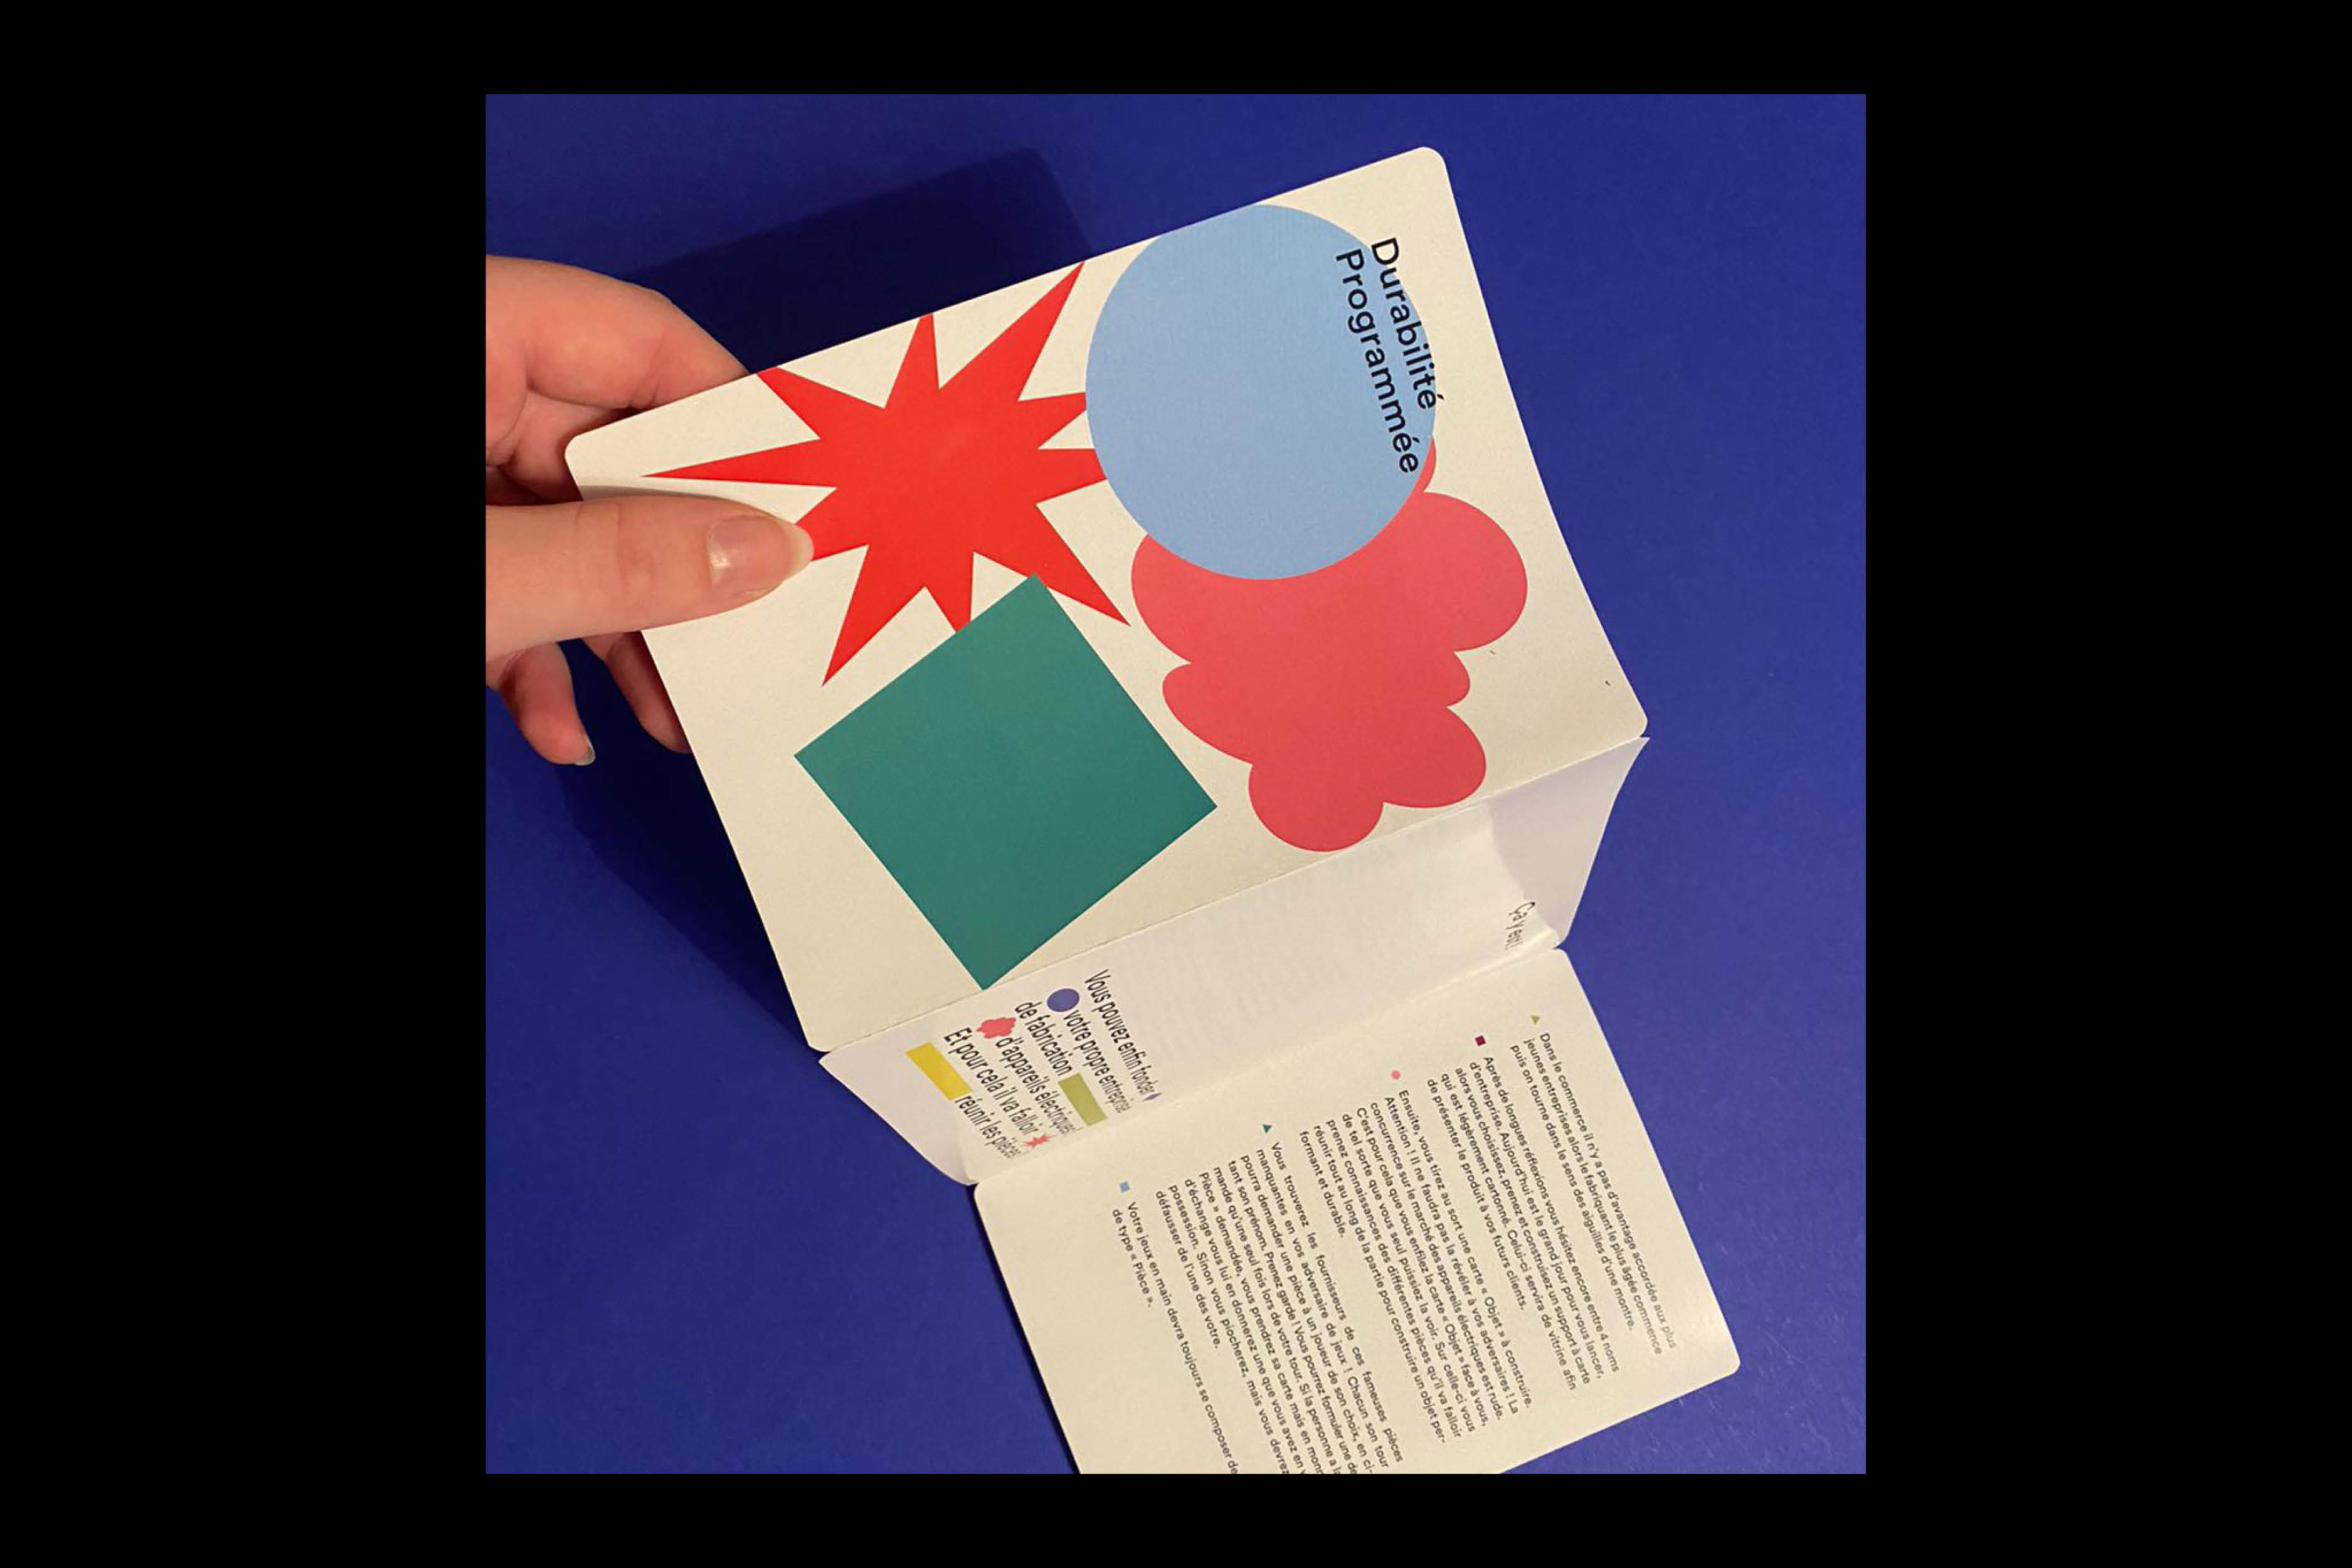 Durabilité
Programmée
Ça y est!
Vous pouvez enfin fonder
votre propre entreprise
de fabrication
d'appareils électriques!
Et pour cela il va falloir
réunir les pièces!
Dans le commerce il n'y a pas d'avantage accordée aux plus
jeunes entreprises alors le fabriquant le plus âgée commence
puis on tourne dans le sens des aiguilles d'une montre.
Après de longues réflexions vous hésitez encore entre 4 noms
d'entreprise. Aujourd'hui est le grand jour pour vous lancer,
alors vous choisissez, prenez et construisez un support à carte
qui est légèrement cartonné. Celui-ci servira de vitrine afin
de présenter le produit à vos futurs clients.
Ensuite, vous tirez au sort une carte « Objet » à construire.
Attention ! Il ne faudra pas la révéler à vos adversaires ! La
concurrence sur le marché des appareils électriques est rude.
C'est pour cela que vous enfilez la carte « Objet » face à vous,
de tel sorte que vous seul puissiez la voir. Sur celle-ci vous
prenez connaissances des différentes pièces qu'il va falloir
réunir tout au long de la partie pour construire un objet per-
formant et durable.
Vous trouverez les fournisseurs de ces fameuses pièces
manquantes en vos adversaire de jeux ! Chacun son tour
pourra demander une pièce à un joueur de son choix, en ci-
tant son prénom. Prenez garde ! Vous pourrez formuler une de
mande qu'une seul fois lors de votre tour. Si la personne a la
Pièce » demandée, vous prendrez sa carte mais en monn
d'échange vous lui en donnerez une que vous avez en
possession. Sinon vous piocherez, mais vous devrez
défausser de l'une des votre.
Votre jeux en main devra toujours se composer de
de type « Pièce ».